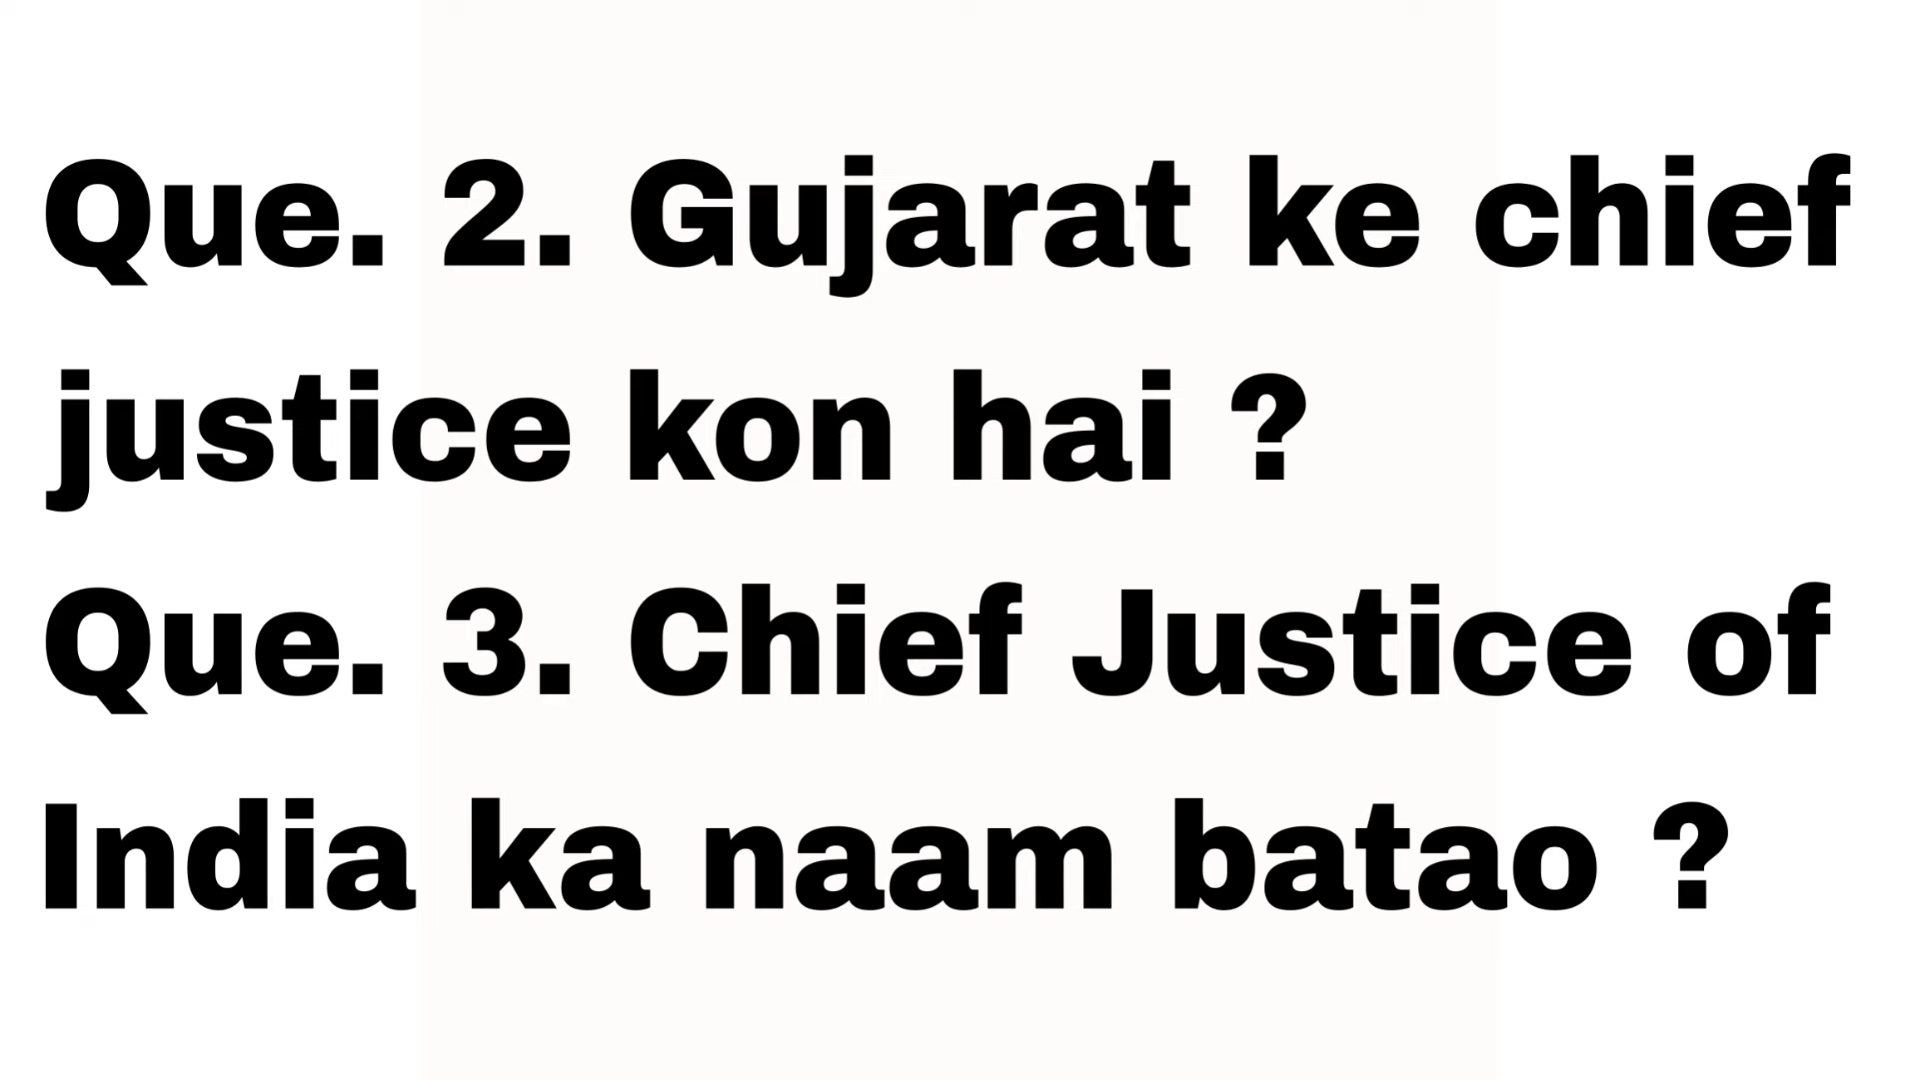 Que. 2. Gujarat ke chief
justice kon hai ?
Que. 3. Chief Justice of
India ka naam batao ?